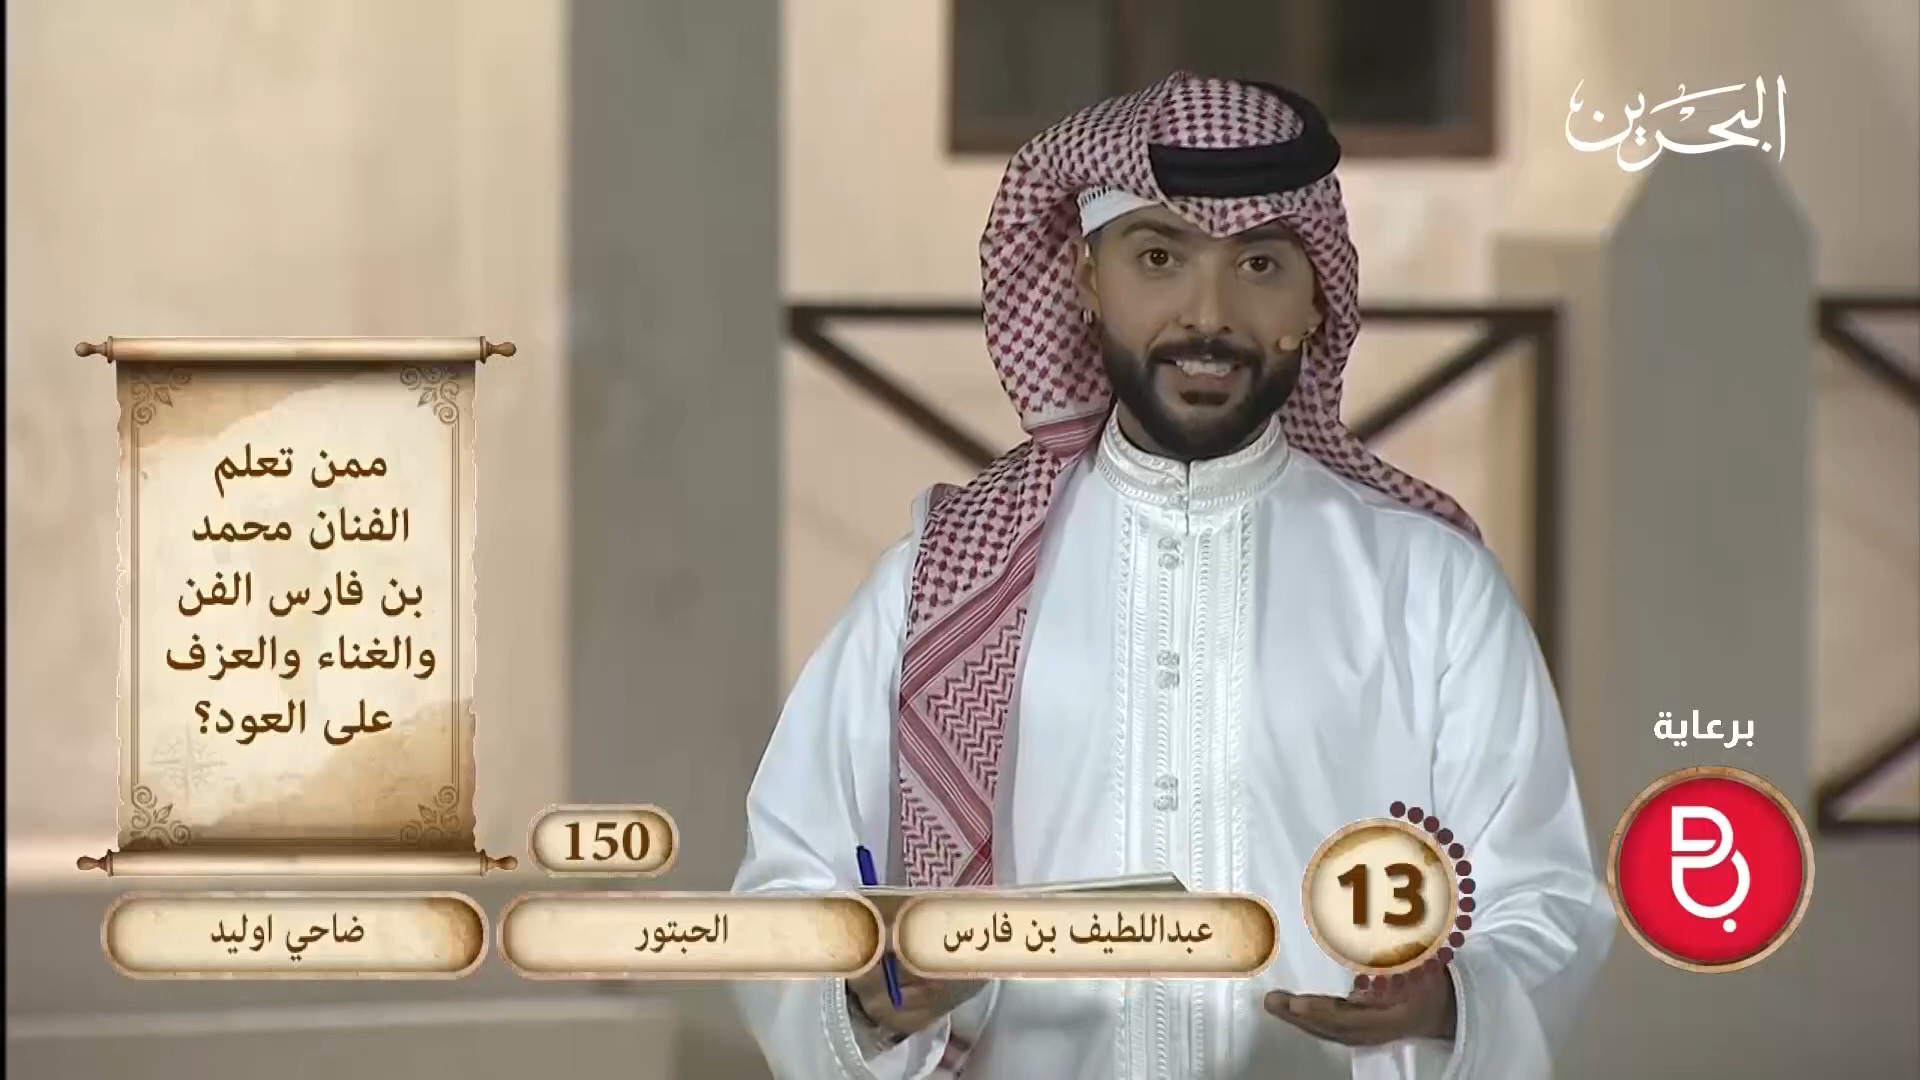 البحرين
ممن تعلم
الفنان محمد
بن فارس الفن
والغناء والعزف
على العود؟
برعاية
150
13
عبداللطيف بن فارس
الحبتور
ضاحي اوليد